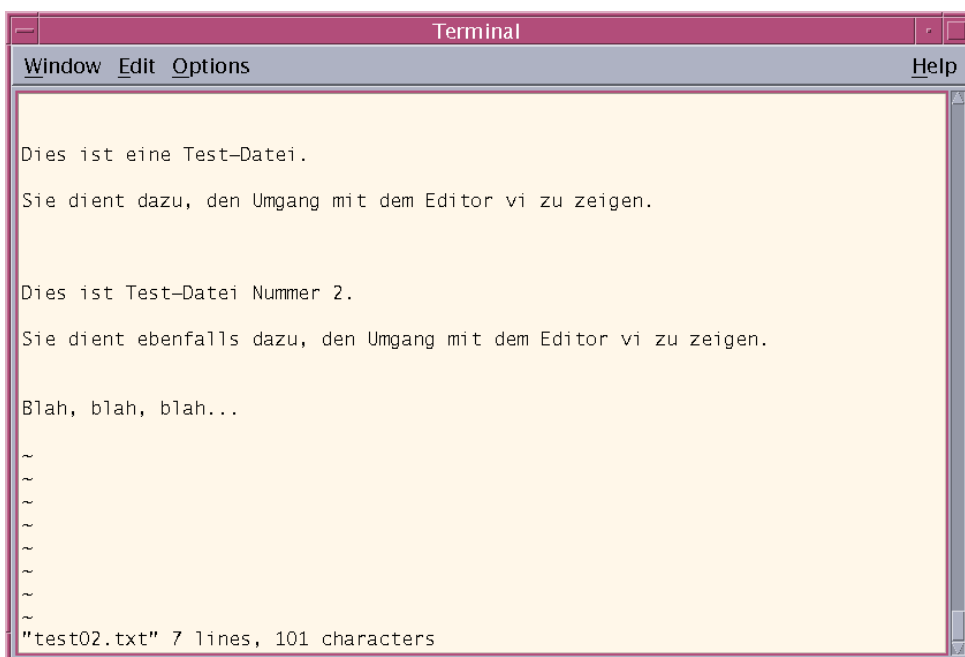 Terminal
Window Edit Options Help
Dies ist eine Test-Datei.
Sie dient dazu, den Umgang mit dem Editor vi zu zeigen.
Dies ist Test-Datei Nummer 2.
Sie dient ebenfalls dazu, den Umgang mit dem Editor vi zu zeigen.
Blah, blah, blah...
~
~
~
~
~
~
~
~
"test02.txt" 7 lines, 101 characters